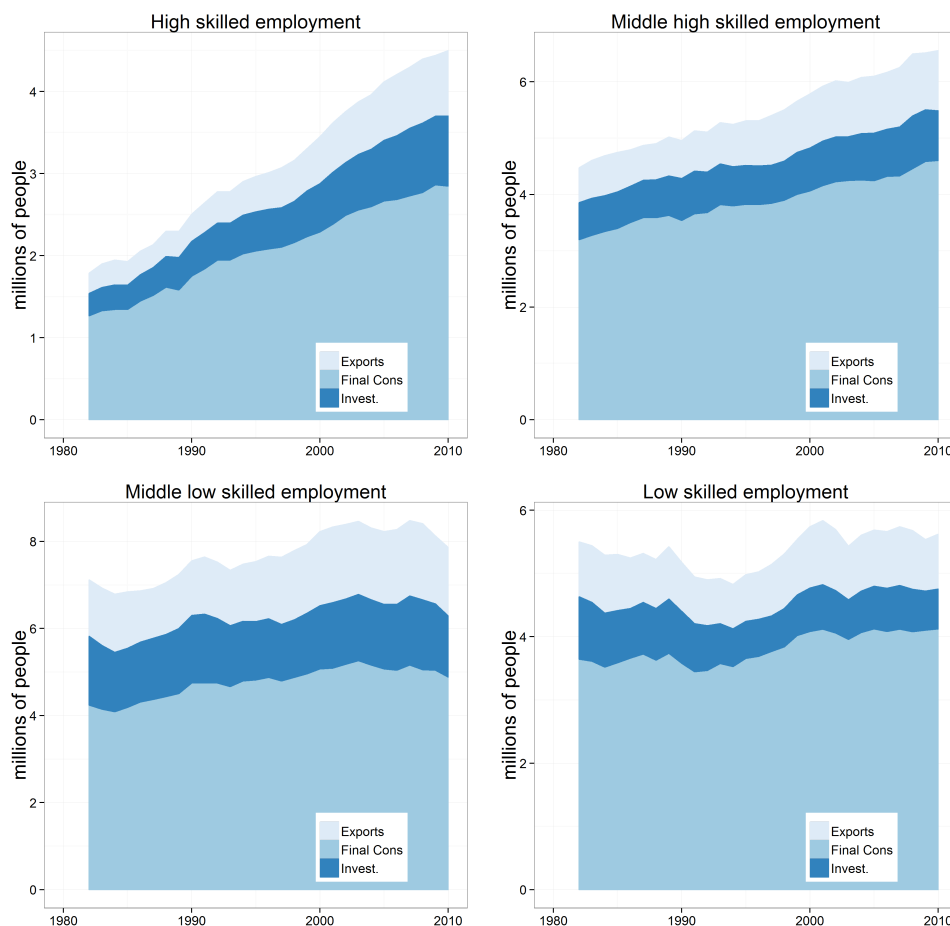 High skilled employment
millions of people
4
3
2
1
0
1980
1990
2000
2010
Exports
Final Cons
Invest.
Middle high skilled employment
millions of people
6
4
2
0
1980
1990
2000
2010
Exports
Final Cons
Invest.
Middle low skilled employment
millions of people
8
6
4
2
0
1980
1990
2000
2010
Exports
Final Cons
Invest.
Low skilled employment
millions of people
6
4
2
0
1980
1990
2000
2010
Exports
Final Cons
Invest.